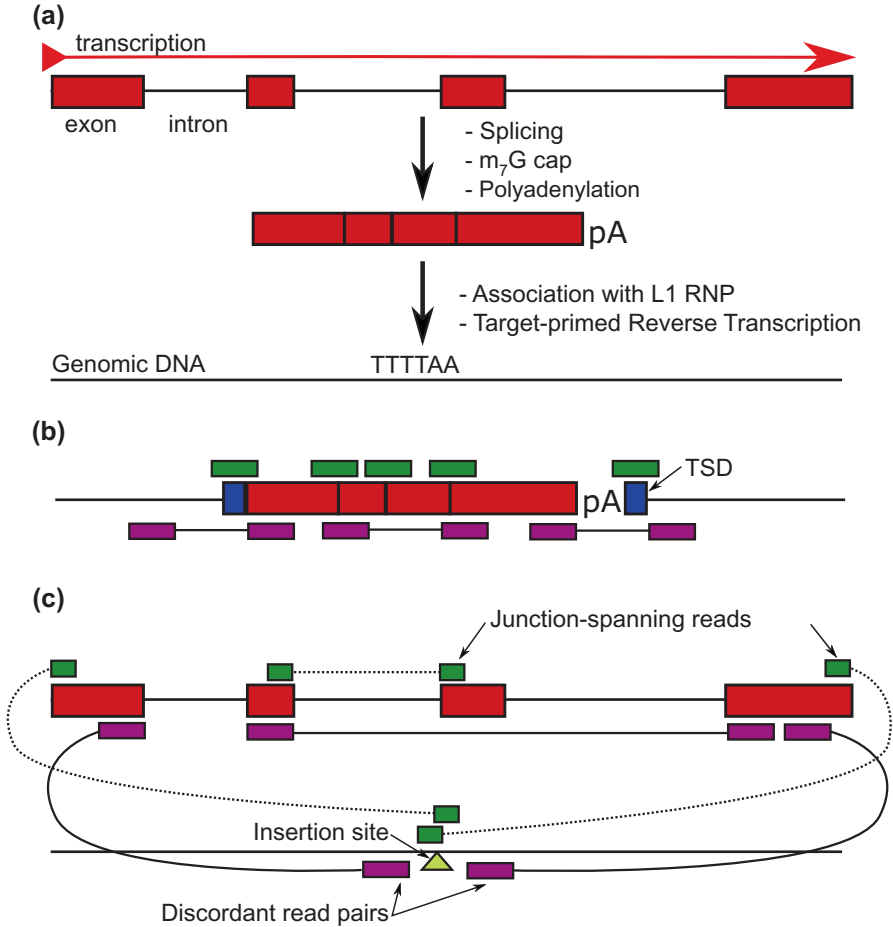 (a)
transcription
exon
intron
- Splicing
- m₇G cap
- Polyadenylation
pA
- Association with L1 RNP
- Target-primed Reverse Transcription
Genomic DNA
TTTTAA
(b)
TSD
pA
(c)
Junction-spanning reads
Insertion site
Discordant read pairs